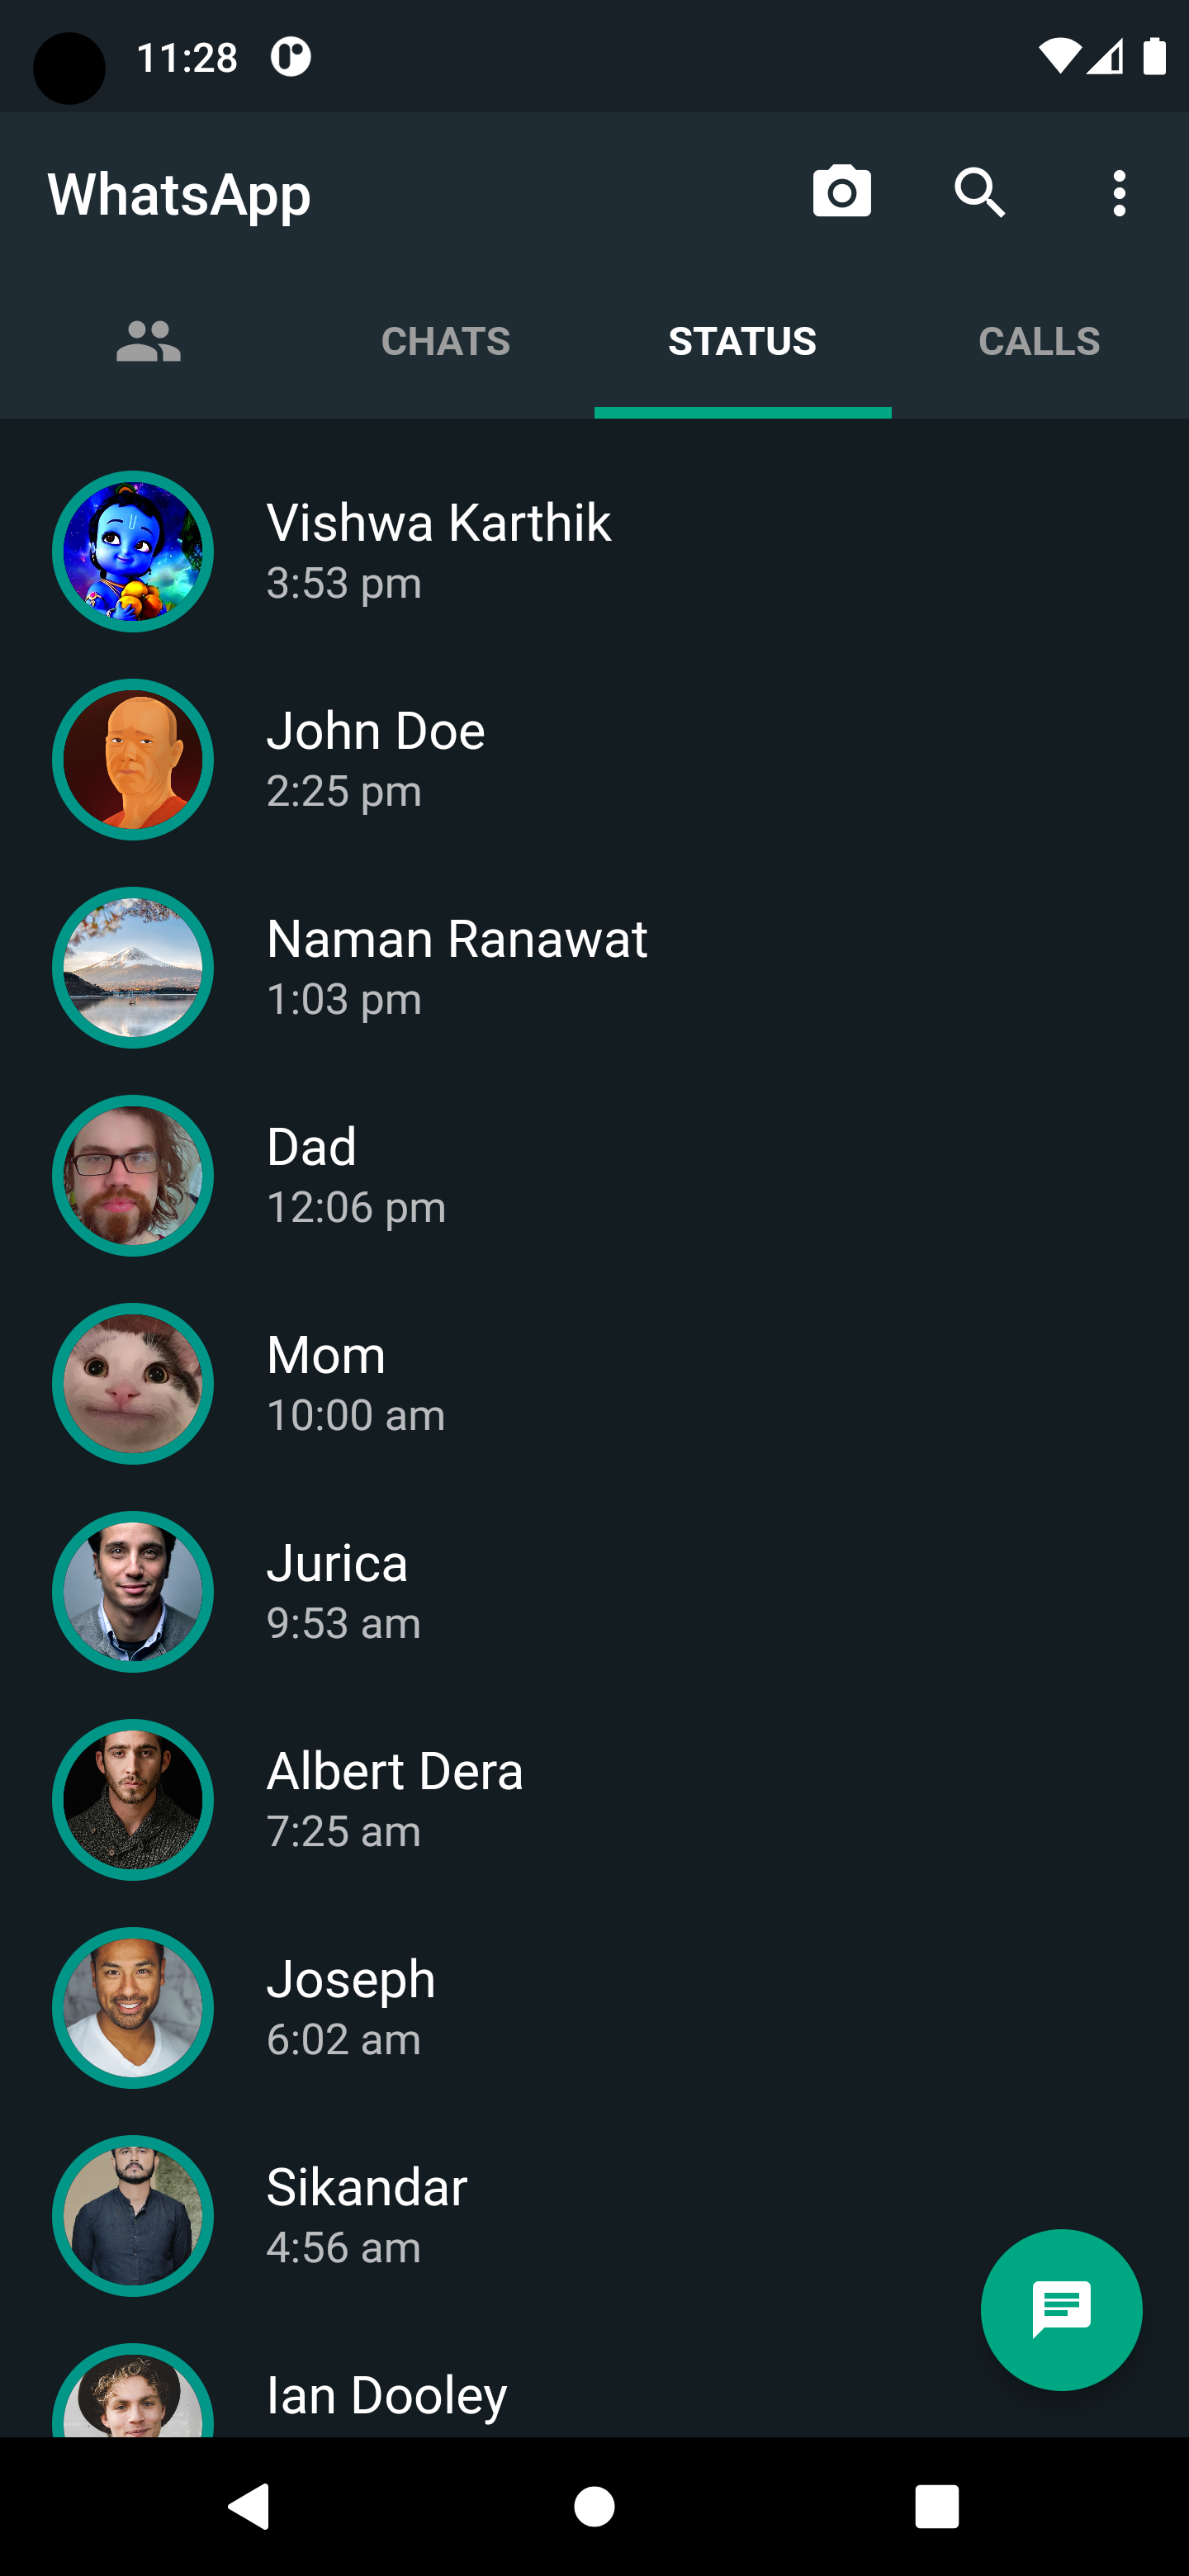 11:28
WhatsApp
CHATS STATUS CALLS
Vishwa Karthik
3:53 pm
John Doe
2:25 pm
Naman Ranawat
1:03 pm
Dad
12:06 pm
Mom
10:00 am
Jurica
9:53 am
Albert Dera
7:25 am
Joseph
6:02 am
Sikandar
4:56 am
Ian Dooley